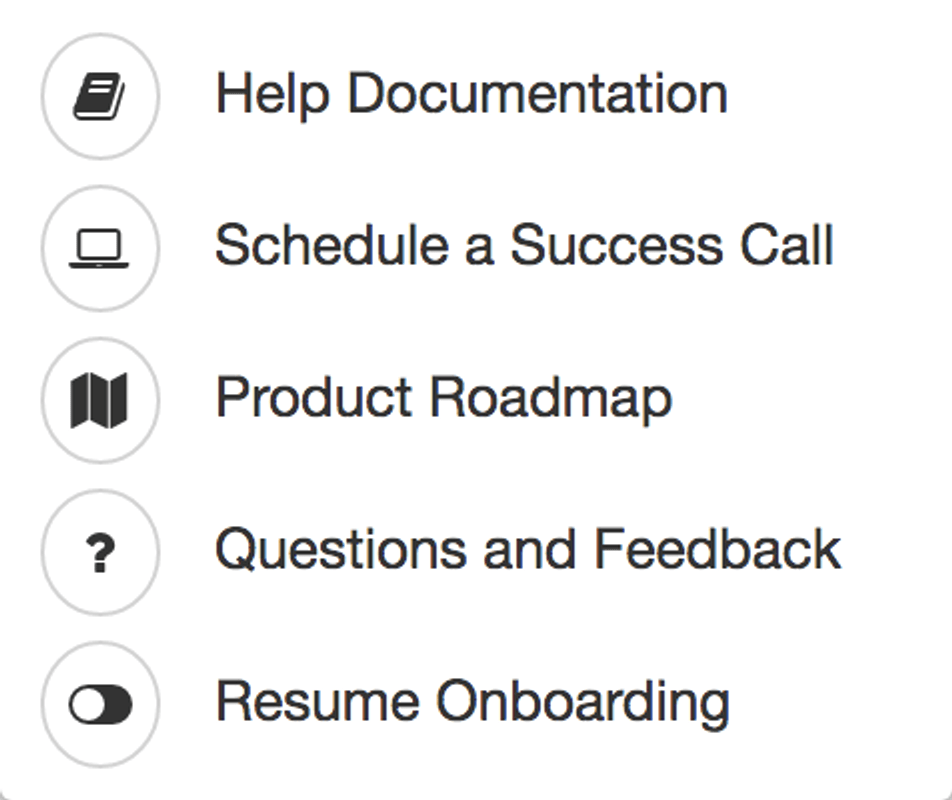 Help Documentation
Schedule a Success Call
Product Roadmap
Questions and Feedback
Resume Onboarding